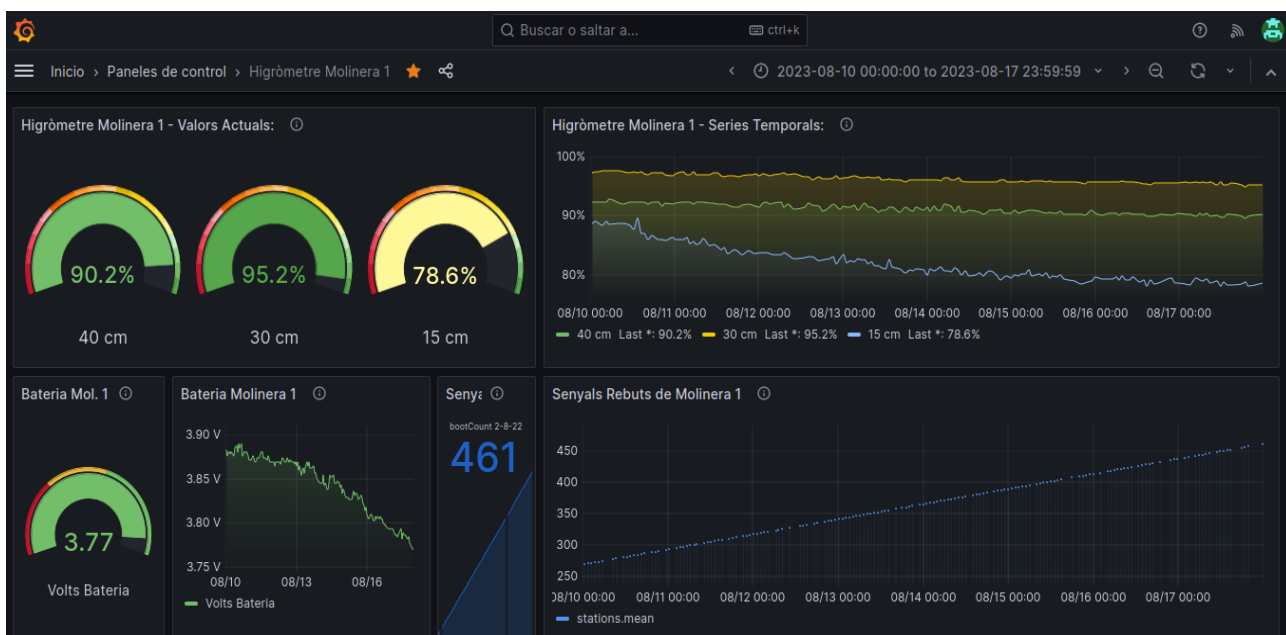 Buscar o saltar a... ctrl+k
Inicio › Paneles de control › Higròmetre Molinera 1
2023-08-10 00:00:00 to 2023-08-17 23:59:59
Higròmetre Molinera 1 - Valors Actuals:
90.2% 95.2% 78.6%
40 cm 30 cm 15 cm
Higròmetre Molinera 1 - Series Temporals:
100%
90%
80%
08/10 00:00 08/11 00:00 08/12 00:00 08/13 00:00 08/14 00:00 08/15 00:00 08/16 00:00 08/17 00:00
40 cm Last *: 90.2% 30 cm Last *: 95.2% 15 cm Last *: 78.6%
Bateria Mol. 1
3.77
Volts Bateria
Bateria Molinera 1
3.90 V
3.85 V
3.80 V
3.75 V
08/10 08/13 08/16
Volts Bateria
Senya
bootCount 2-8-22
461
Senyals Rebuts de Molinera 1
450
400
350
300
250
08/10 00:00 08/11 00:00 08/12 00:00 08/13 00:00 08/14 00:00 08/15 00:00 08/16 00:00 08/17 00:00
stations.mean